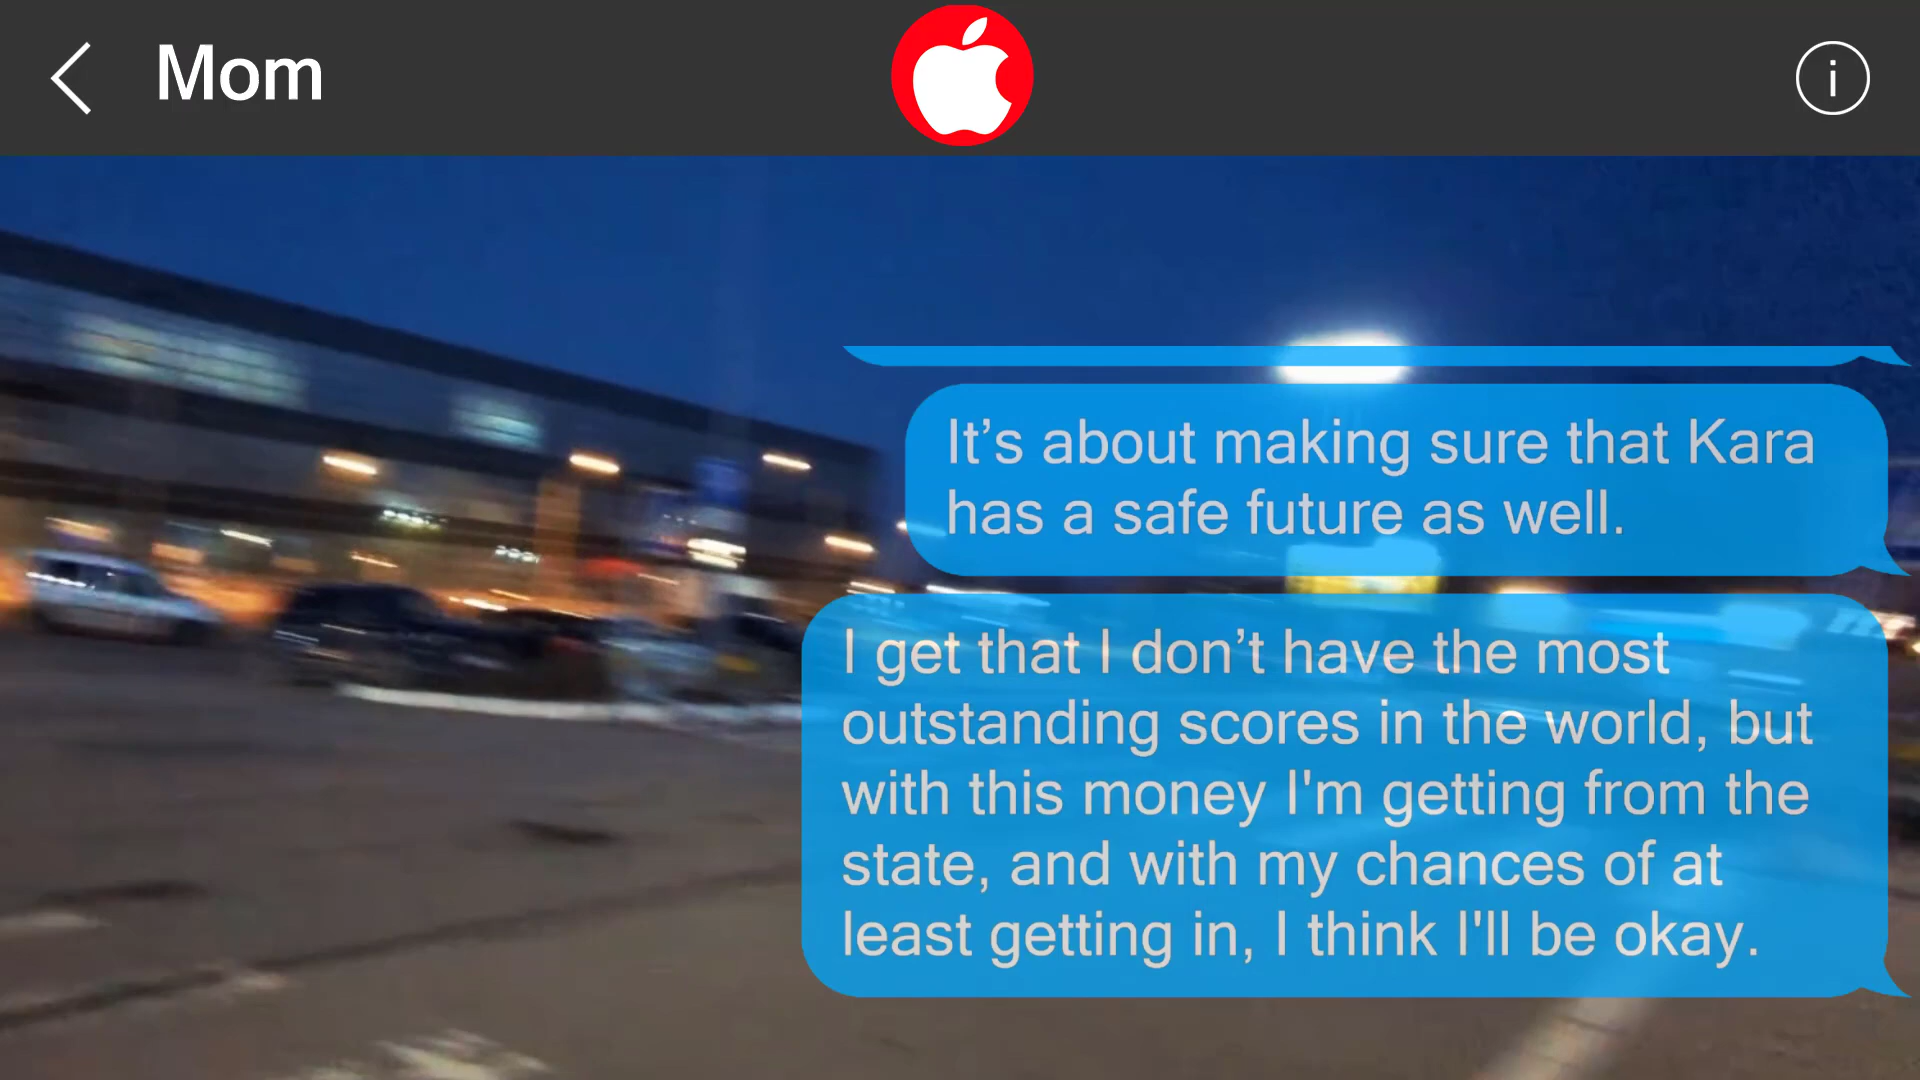 Mom
It’s about making sure that Kara
has a safe future as well.
I get that I don’t have the most
outstanding scores in the world, but
with this money I'm getting from the
state, and with my chances of at
least getting in, I think I'll be okay.